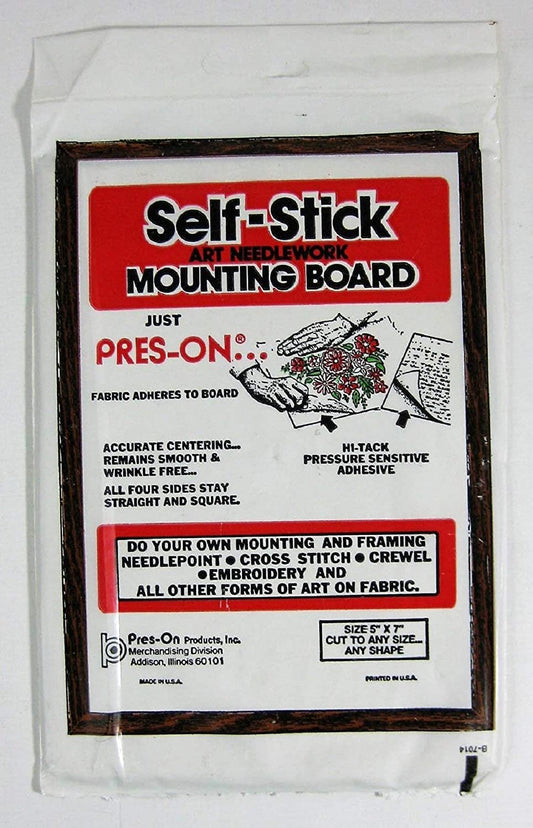 Self-Stick
ART NEEDLEWORK
MOUNTING BOARD
JUST
PRES-ON®...
FABRIC ADHERES TO BOARD
ACCURATE CENTERING...
REMAINS SMOOTH &
WRINKLE FREE...
ALL FOUR SIDES STAY
STRAIGHT AND SQUARE.
HI-TACK
PRESSURE SENSITIVE
ADHESIVE
DO YOUR OWN MOUNTING AND FRAMING
NEEDLEPOINT ● CROSS STITCH ● CREWEL
●EMBROIDERY AND
ALL OTHER FORMS OF ART ON FABRIC.
Pres-On Products, Inc.
Merchandising Division
Addison, Illinois 60101
SIZE 5" X 7"
CUT TO ANY SIZE...
ANY SHAPE
MADE IN U.S.A.
PRINTED IN U.S.A.
B-7014